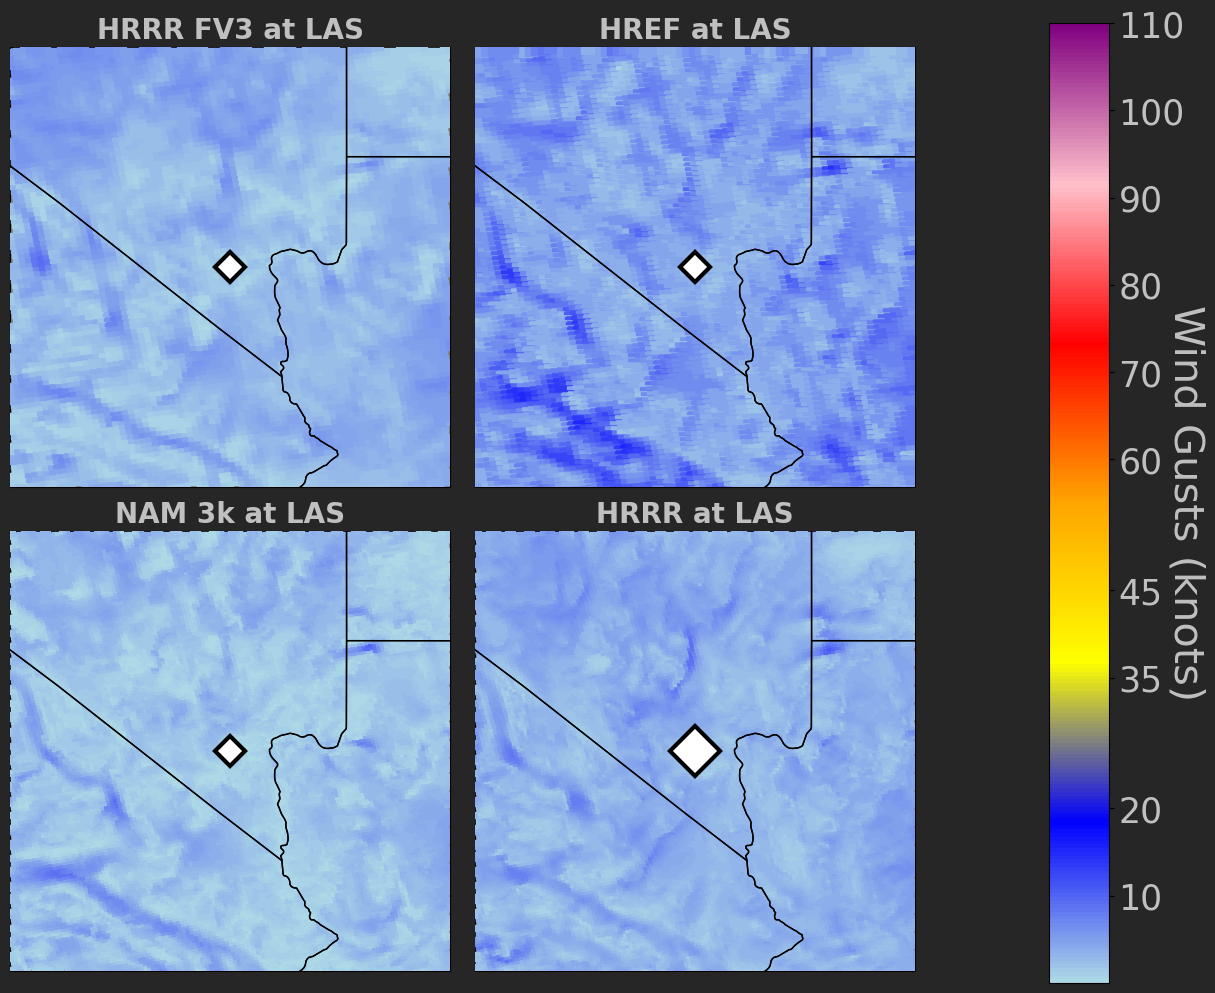 HRRR FV3 at LAS
HREF at LAS
NAM 3k at LAS
HRRR at LAS
110
100
90
80
70
60
45
35
20
10
Wind Gusts (knots)